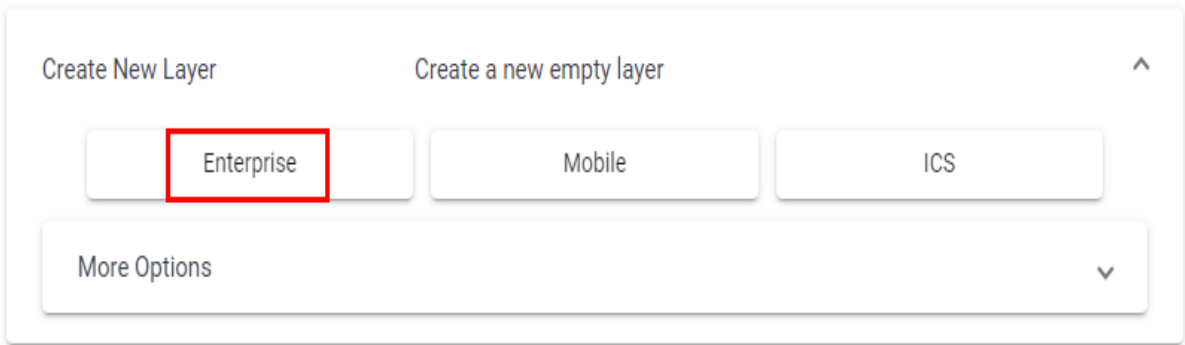 Create New Layer Create a new empty layer
Enterprise Mobile ICS
More Options